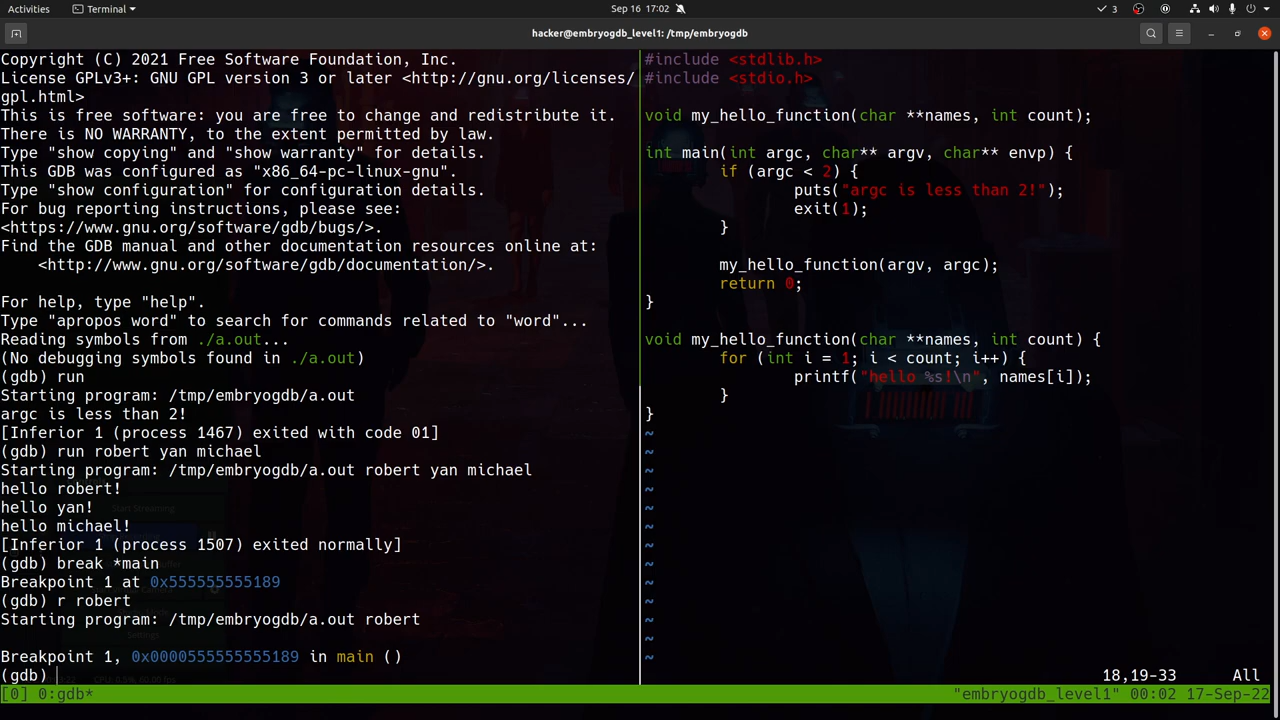 Activities
Terminal
Sep 16 17:02
3
hacker@embryogdb_level1: /tmp/embryogdb
Copyright (C) 2021 Free Software Foundation, Inc.
License GPLv3+: GNU GPL version 3 or later <http://gnu.org/licenses/
gpl.html>
This is free software: you are free to change and redistribute it.
There is NO WARRANTY, to the extent permitted by law.
Type "show copying" and "show warranty" for details.
This GDB was configured as "x86_64-pc-linux-gnu".
Type "show configuration" for configuration details.
For bug reporting instructions, please see:
<https://www.gnu.org/software/gdb/bugs/>.
Find the GDB manual and other documentation resources online at:
    <http://www.gnu.org/software/gdb/documentation/>.
For help, type "help".
Type "apropos word" to search for commands related to "word"...
Reading symbols from ./a.out...
(No debugging symbols found in ./a.out)
(gdb) run
Starting program: /tmp/embryogdb/a.out
argc is less than 2!
[Inferior 1 (process 1467) exited with code 01]
(gdb) run robert yan michael
Starting program: /tmp/embryogdb/a.out robert yan michael
hello robert!
hello yan!
hello michael!
[Inferior 1 (process 1507) exited normally]
(gdb) break *main
Breakpoint 1 at 0x555555555189
(gdb) r robert
Starting program: /tmp/embryogdb/a.out robert
Breakpoint 1, 0x0000555555555189 in main ()
(gdb)
#include <stdlib.h>
#include <stdio.h>
void my_hello_function(char **names, int count);
int main(int argc, char** argv, char** envp) {
        if (argc < 2) {
                puts("argc is less than 2!");
                exit(1);
        }
        my_hello_function(argv, argc);
        return 0;
}
void my_hello_function(char **names, int count) {
        for (int i = 1; i < count; i++) {
                printf("hello %s!\n", names[i]);
        }
}
~
~
~
~
~
~
~
~
~
~
~
~
~
18,19-33
All
[0] 0:gdb*
"embryogdb_level1" 00:02 17-Sep-22
Start Streaming
Settings